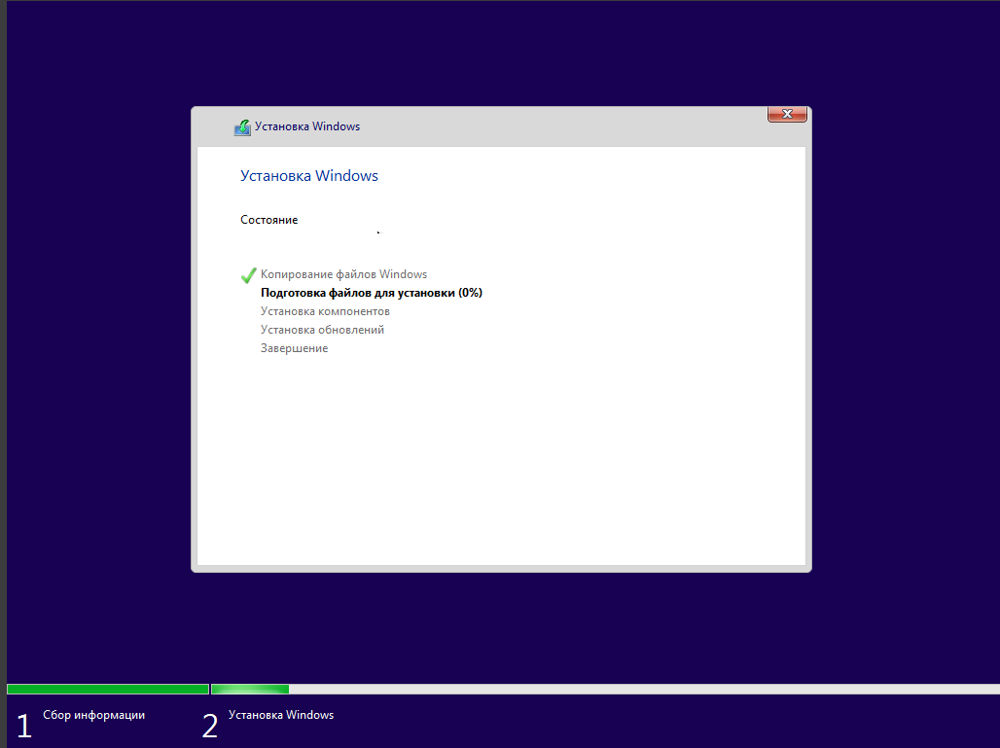 Установка Windows
Установка Windows
Состояние
Копирование файлов Windows
Подготовка файлов для установки (0%)
Установка компонентов
Установка обновлений
Завершение
1 Сбор информации
2 Установка Windows